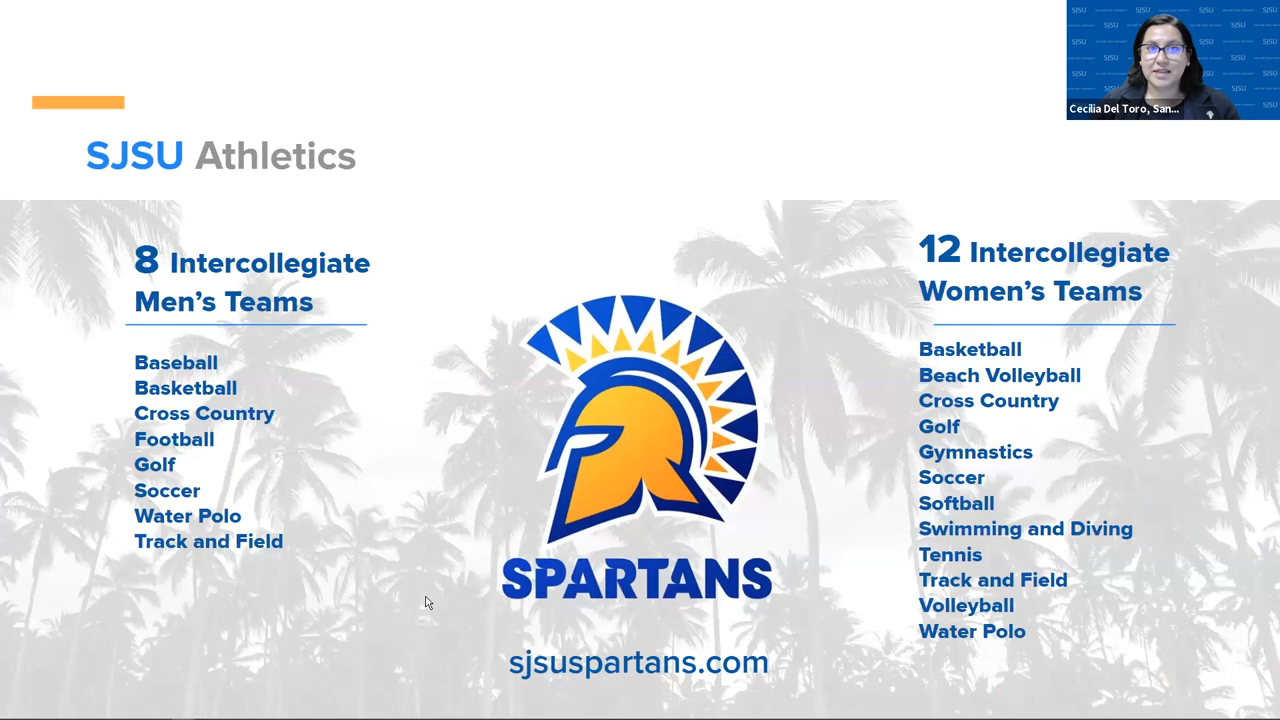 SJSU Athletics
Cecilia Del Toro, San...
8 Intercollegiate
Men's Teams
Baseball
Basketball
Cross Country
Football
Golf
Soccer
Water Polo
Track and Field
SPARTANS
sjsuspartans.com
12 Intercollegiate
Women's Teams
Basketball
Beach Volleyball
Cross Country
Golf
Gymnastics
Soccer
Softball
Swimming and Diving
Tennis
Track and Field
Volleyball
Water Polo